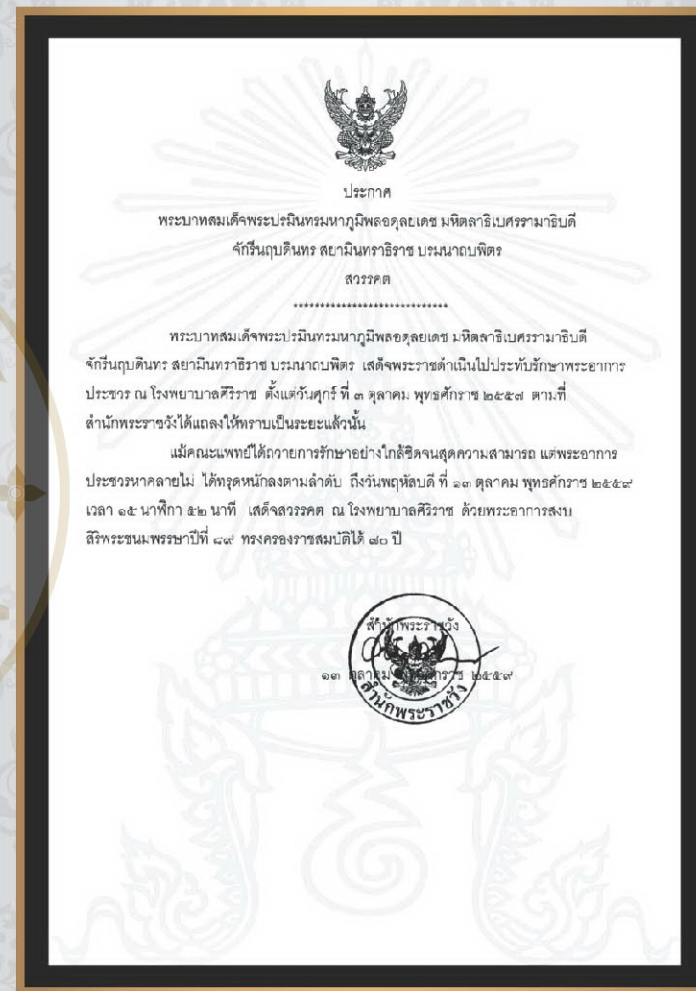 ประกาศ
พระบาทสมเด็จพระปรมินทรมหาภูมิพลอดุลยเดช มหิตลาธิเบศรรามาธิบดี
จักรีนฤบดินทร สยามินทราธิราช บรมนาถบพิตร
สวรรคต
*****************************
พระบาทสมเด็จพระปรมินทรมหาภูมิพลอดุลยเดช มหิตลาธิเบศรรามาธิบดี
จักรีนฤบดินทร สยามินทราธิราช บรมนาถบพิตร เสด็จพระราชดำเนินไปประทับรักษาพระอาการ
ประชวร ณ โรงพยาบาลศิริราช ตั้งแต่วันศุกร์ ที่ ๓ ตุลาคม พุทธศักราช ๒๕๕๗ ตามที่
สำนักพระราชวังได้แถลงให้ทราบเป็นระยะแล้วนั้น
แม้คณะแพทย์ได้ถวายการรักษาอย่างใกล้ชิดจนสุดความสามารถ แต่พระอาการ
ประชวรหาคลายไม่ ได้ทรุดหนักลงตามลำดับ ถึงวันพฤหัสบดี ที่ ๑๓ ตุลาคม พุทธศักราช ๒๕๕๙
เวลา ๑๕ นาฬิกา ๕๒ นาที เสด็จสวรรคต ณ โรงพยาบาลศิริราช ด้วยพระอาการสงบ
สิริพระชนมพรรษาปีที่ ๘๙ ทรงครองราชสมบัติได้ ๗๐ ปี
สำนักพระราชวัง
๑๓ ตุลาคม พุทธศักราช ๒๕๕๙
สำนักพระราชวัง